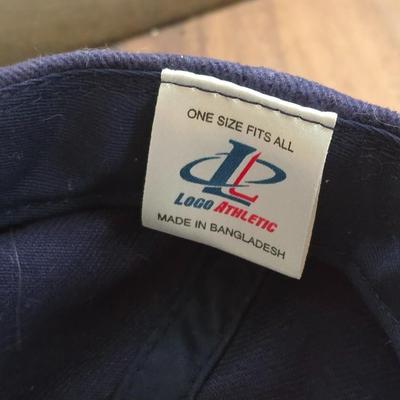 ONE SIZE FITS ALL
LOGO ATHLETIC
MADE IN BANGLADESH